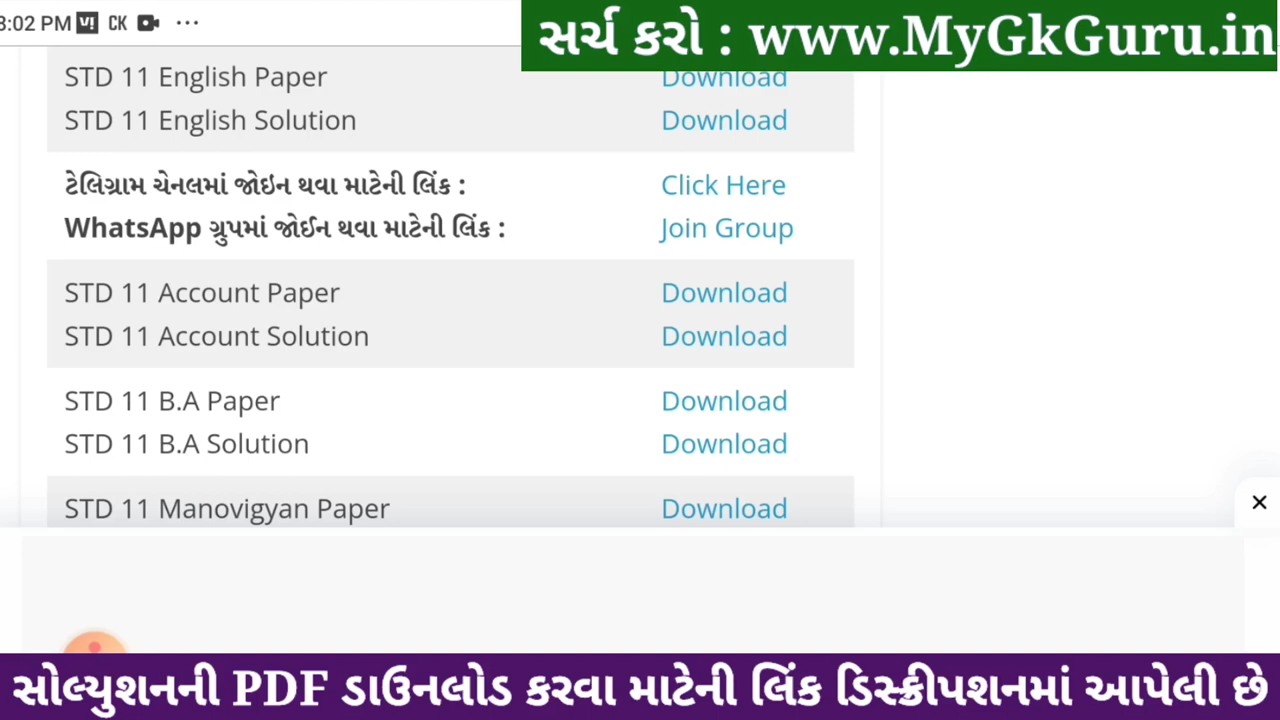 8:02 PM CK ...
સર્ચ કરો : www.MyGkGuru.in
STD 11 English Paper Download
STD 11 English Solution Download
ટેલિગ્રામ ચેનલમાં જોઇન થવા માટેની લિંક : Click Here
WhatsApp ગ્રુપમાં જોઈન થવા માટેની લિંક : Join Group
STD 11 Account Paper Download
STD 11 Account Solution Download
STD 11 B.A Paper Download
STD 11 B.A Solution Download
STD 11 Manovigyan Paper Download
સોલ્યુશનની PDF ડાઉનલોડ કરવા માટેની લિંક ડિસ્ક્રીપશનમાં આપેલી છે